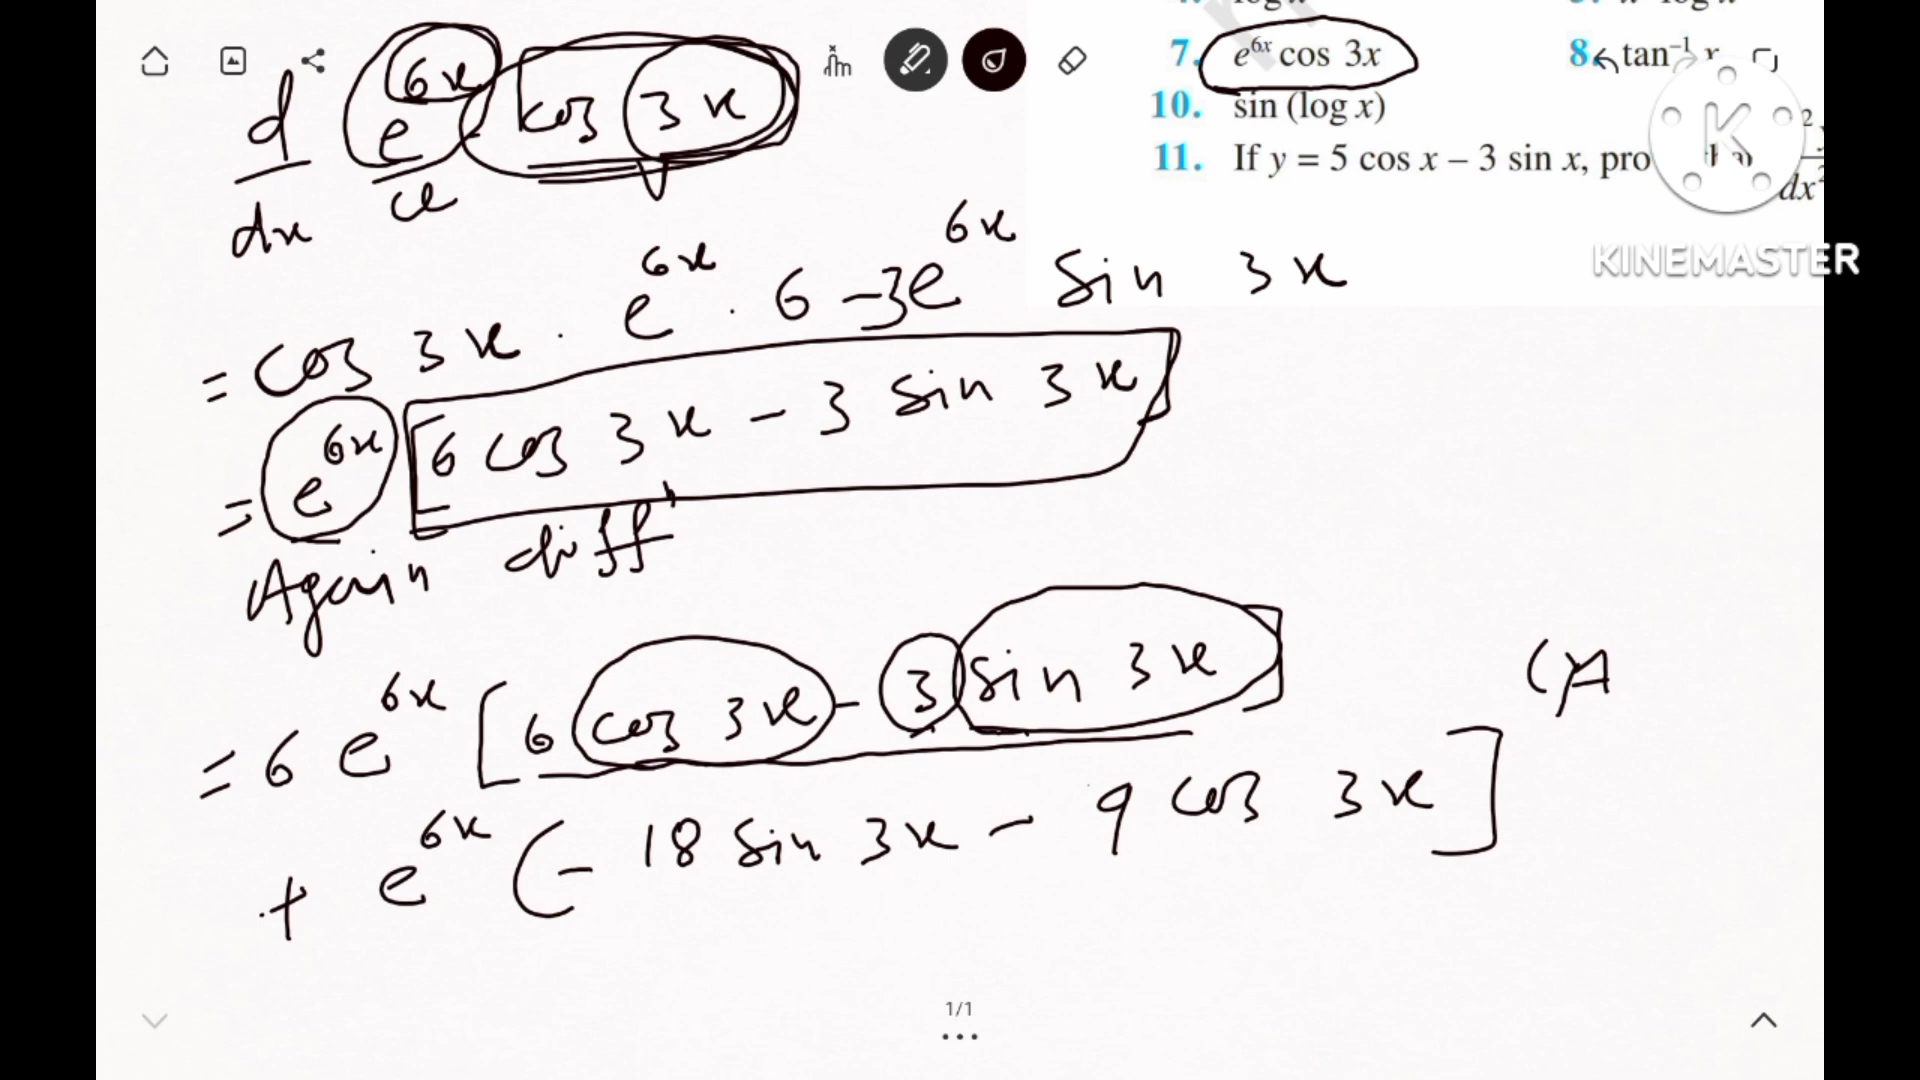 7. e^{6x} cos 3x
8. tan^{-1} x
10. sin (log x)
11. If y = 5 cos x – 3 sin x,
KINEMASTER
d/dx e^{6x} cos 3x
u v
= cos 3x . e^{6x} . 6 - 3e^{6x} sin 3x
= e^{6x} [6 cos 3x - 3 sin 3x]
Again diff
= 6 e^{6x} [6 cos 3x - 3 sin 3x]
+ e^{6x} (- 18 sin 3x - 9 cos 3x]
1/1